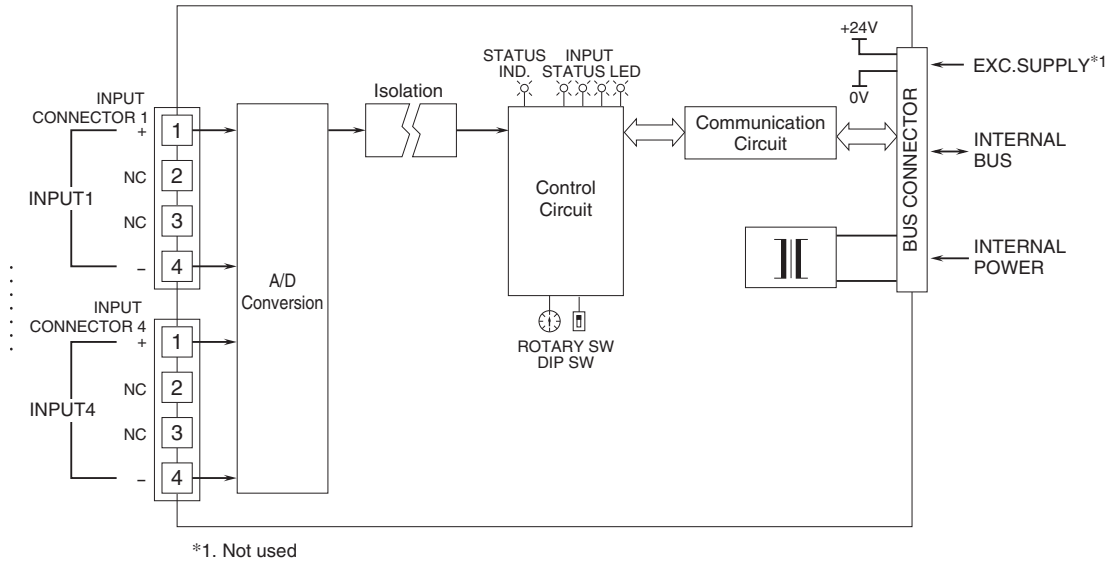 STATUS
IND.
INPUT
STATUS LED
+24V
0V
EXC.SUPPLY*1
INPUT
CONNECTOR 1
+
1
NC
2
INPUT1
NC
3
–
4
A/D
Conversion
Isolation
Control
Circuit
Communication
Circuit
BUS CONNECTOR
INTERNAL
BUS
INTERNAL
POWER
ROTARY SW
DIP SW
INPUT
CONNECTOR 4
+
1
NC
2
INPUT4
NC
3
–
4
*1. Not used